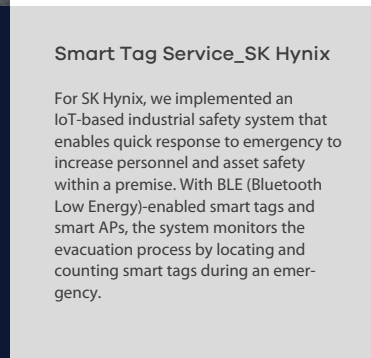 Smart Tag Service_SK Hynix
For SK Hynix, we implemented an
IoT-based industrial safety system that
enables quick response to emergency to
increase personnel and asset safety
within a premise. With BLE (Bluetooth
Low Energy)-enabled smart tags and
smart APs, the system monitors the
evacuation process by locating and
counting smart tags during an emer-
gency.